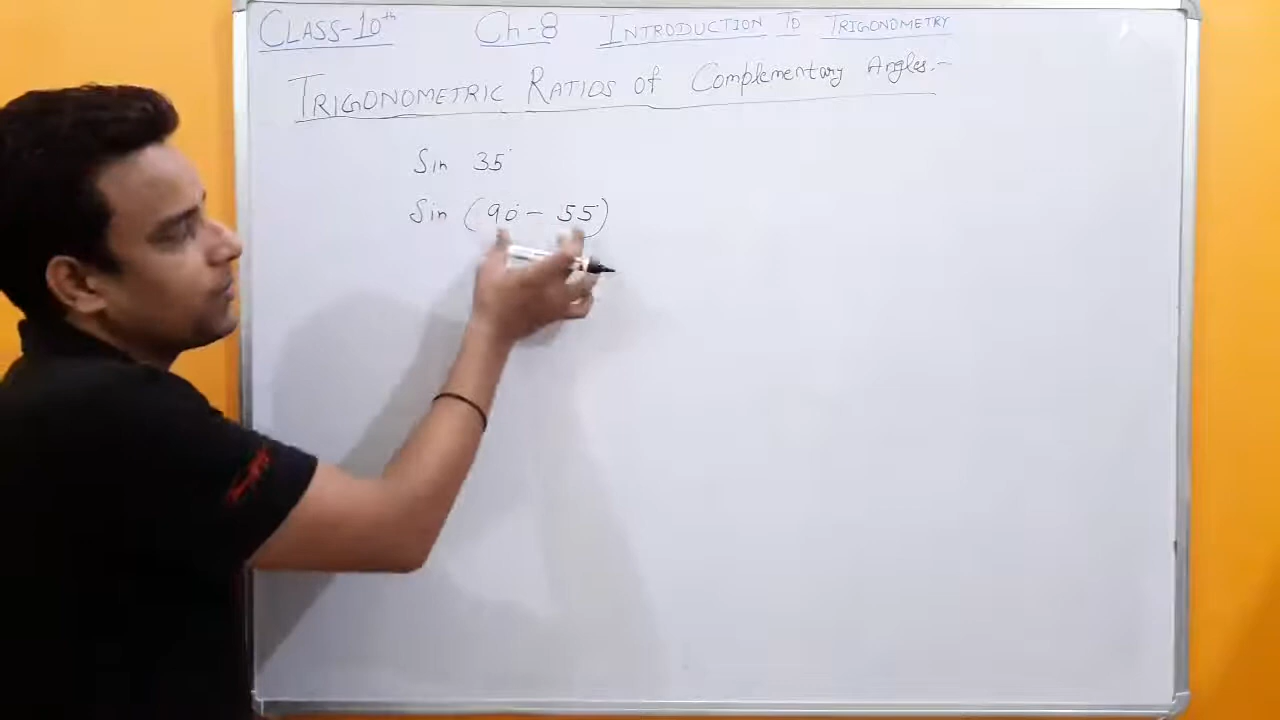 CLASS-10th Ch-8 INTRODUCTION TO TRIGONOMETRY
TRIGONOMETRIC RATIOS of Complementary Angles.-
Sin 35°
Sin (90°- 55°)